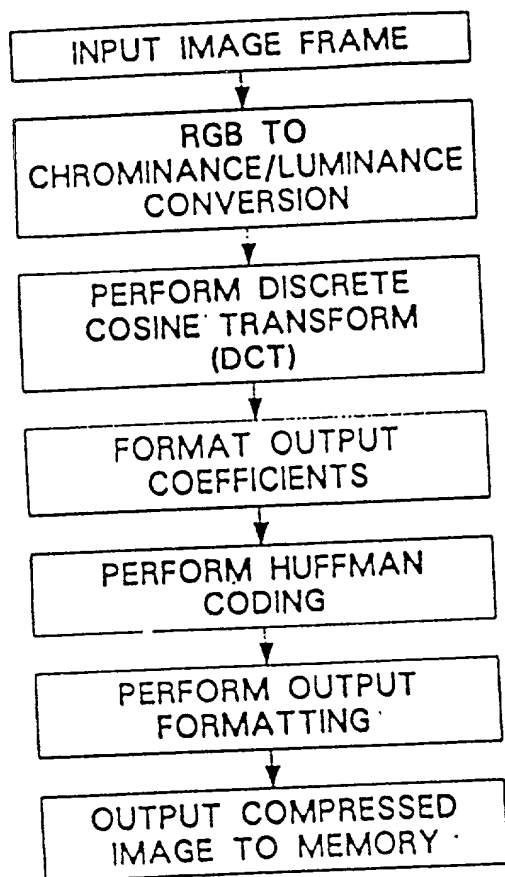 INPUT IMAGE FRAME
RGB TO
CHROMINANCE/LUMINANCE
CONVERSION
PERFORM DISCRETE
COSINE TRANSFORM
(DCT)
FORMAT OUTPUT
COEFFICIENTS
PERFORM HUFFMAN
CODING
PERFORM OUTPUT
FORMATTING
OUTPUT COMPRESSED
IMAGE TO MEMORY